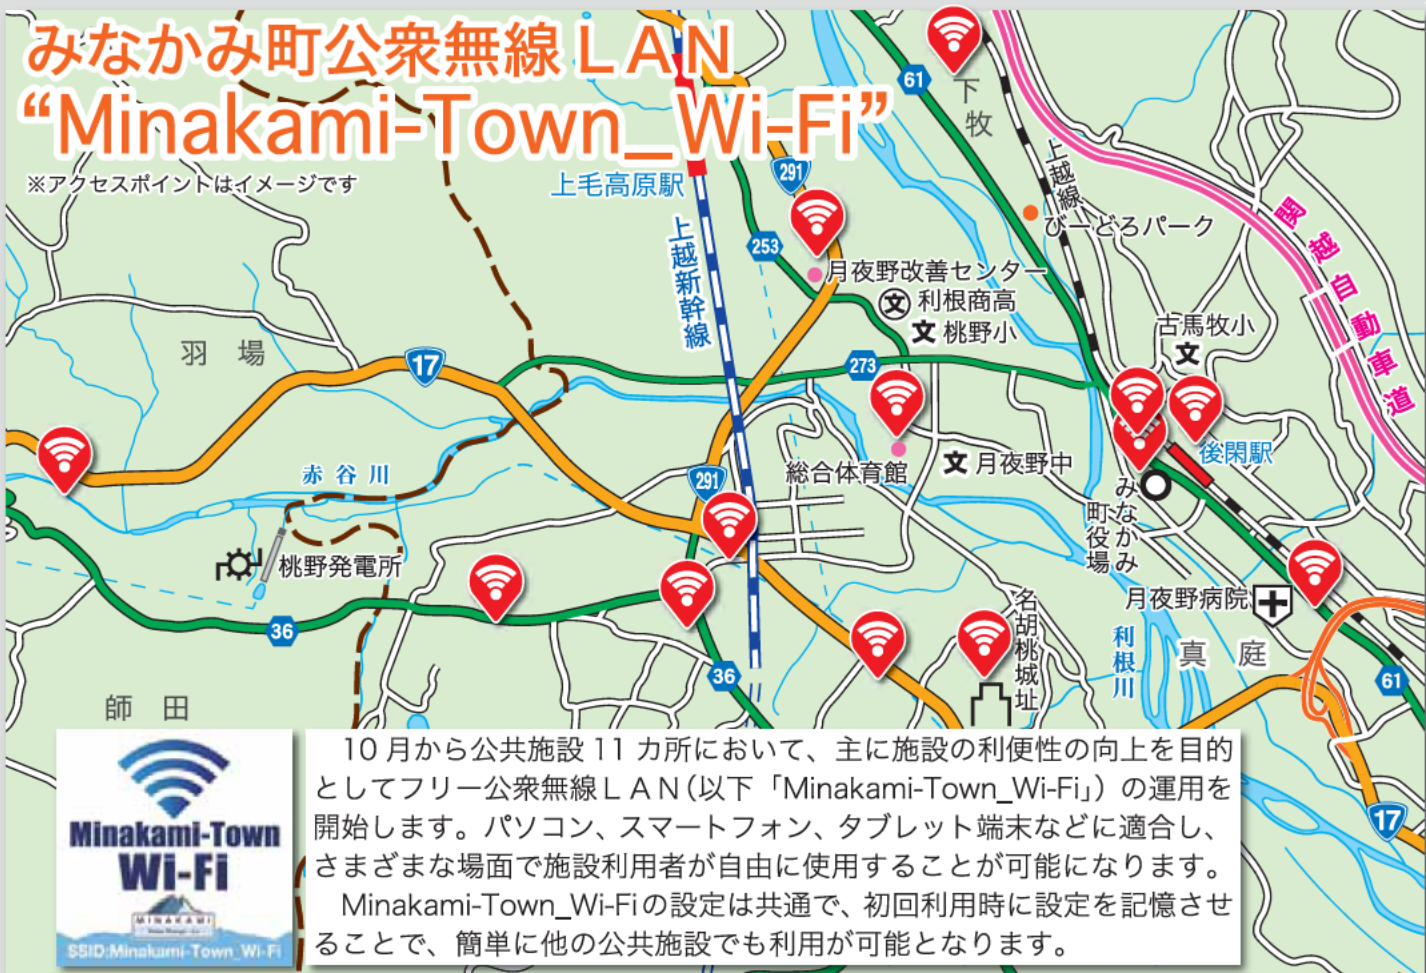 みなかみ町公衆無線ＬＡＮ
“Minakami-Town_Wi-Fi”
※アクセスポイントはイメージです
61
下牧
291
上毛高原駅
上越線
びーどろパーク
関越自動車道
253
上越新幹線
月夜野改善センター
文 利根商高
文 桃野小
古馬牧小
文
羽場
17
273
後閑駅
赤谷川
291
総合体育館
文 月夜野中
みなかみ
町役場
桃野発電所
36
月夜野病院
名胡桃城址
利根川
真庭
36
61
師田
17
Minakami-Town
Wi-Fi
MINAKAMI
SSID:Minakami-Town_Wi-Fi
10月から公共施設11カ所において、主に施設の利便性の向上を目的
としてフリー公衆無線ＬＡＮ（以下「Minakami-Town_Wi-Fi」）の運用を
開始します。パソコン、スマートフォン、タブレット端末などに適合し、
さまざまな場面で施設利用者が自由に使用することが可能になります。
Minakami-Town_Wi-Fiの設定は共通で、初回利用時に設定を記憶させ
ることで、簡単に他の公共施設でも利用が可能となります。